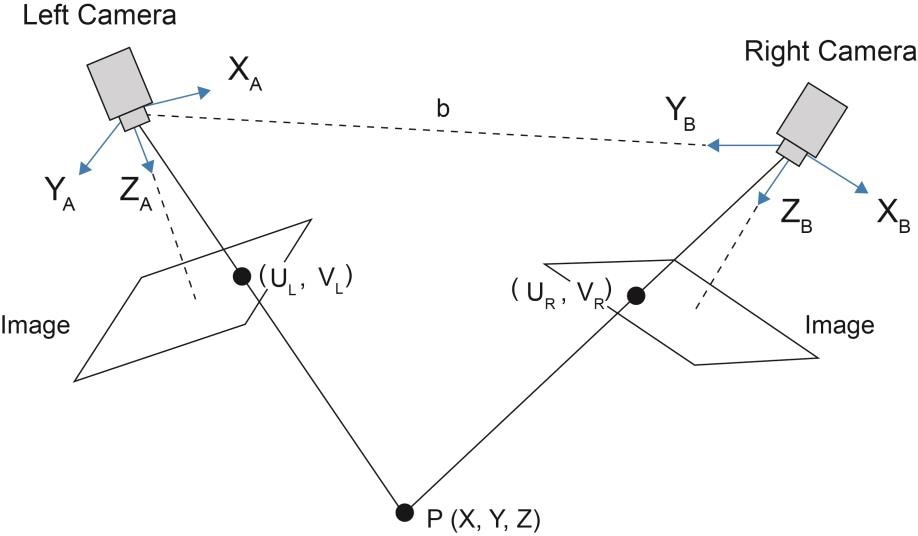 Left Camera
Right Camera
X_A
b
Y_B
Y_A
Z_A
Z_B
X_B
(U_L, V_L)
(U_R, V_R)
Image
Image
P (X, Y, Z)